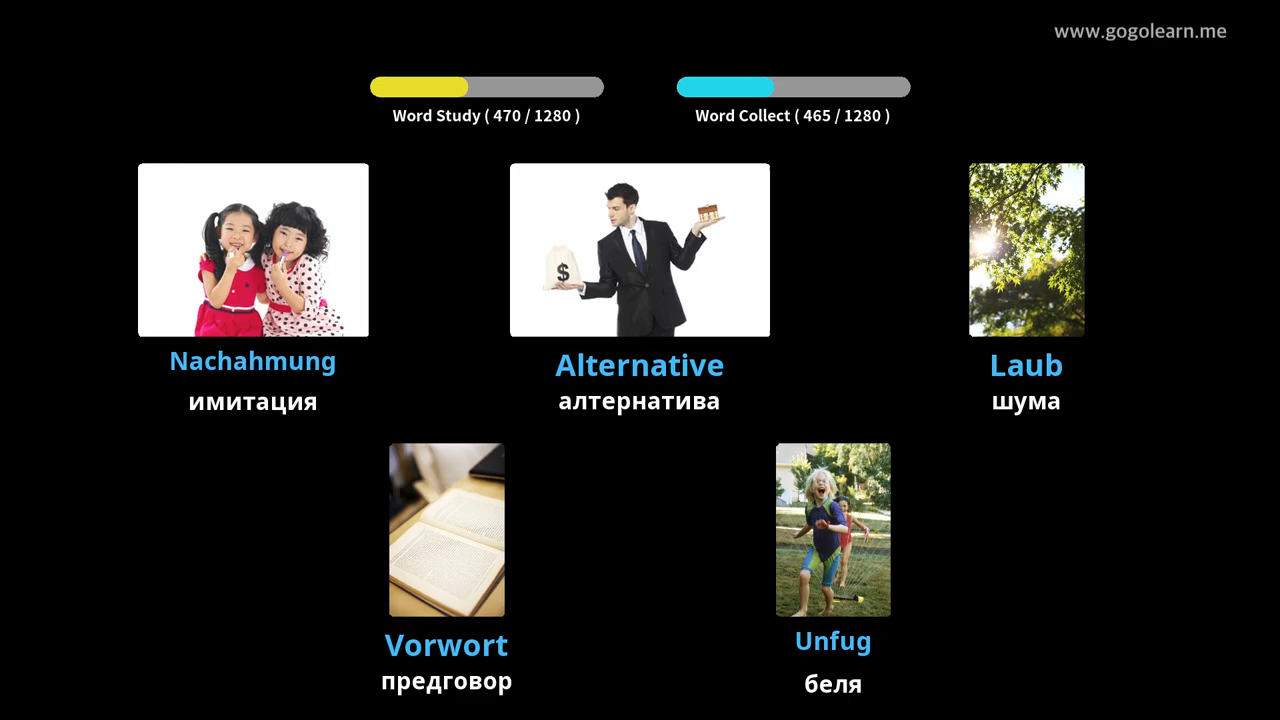 www.gogolearn.me
Word Study ( 470 / 1280 )
Word Collect ( 465 / 1280 )
Nachahmung
имитация
Alternative
алтернатива
Laub
шума
Vorwort
предговор
Unfug
беля